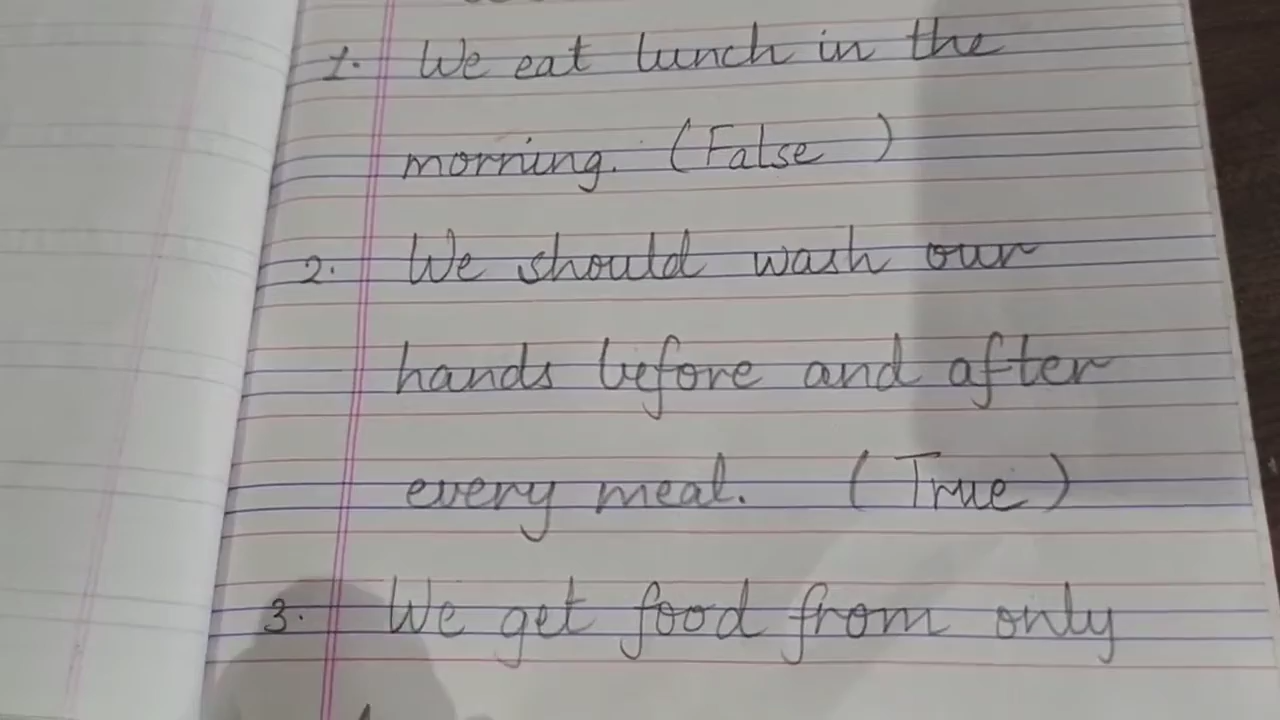 1. We eat lunch in the
morning. (False )
2. We should wash our
hands before and after
every meal. (True)
3. We get food from only